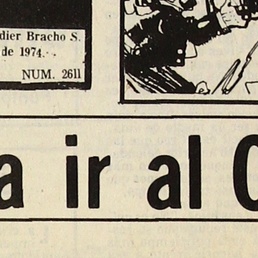 dier Bracho S.
de 1974.
NUM. 2611
a ir al